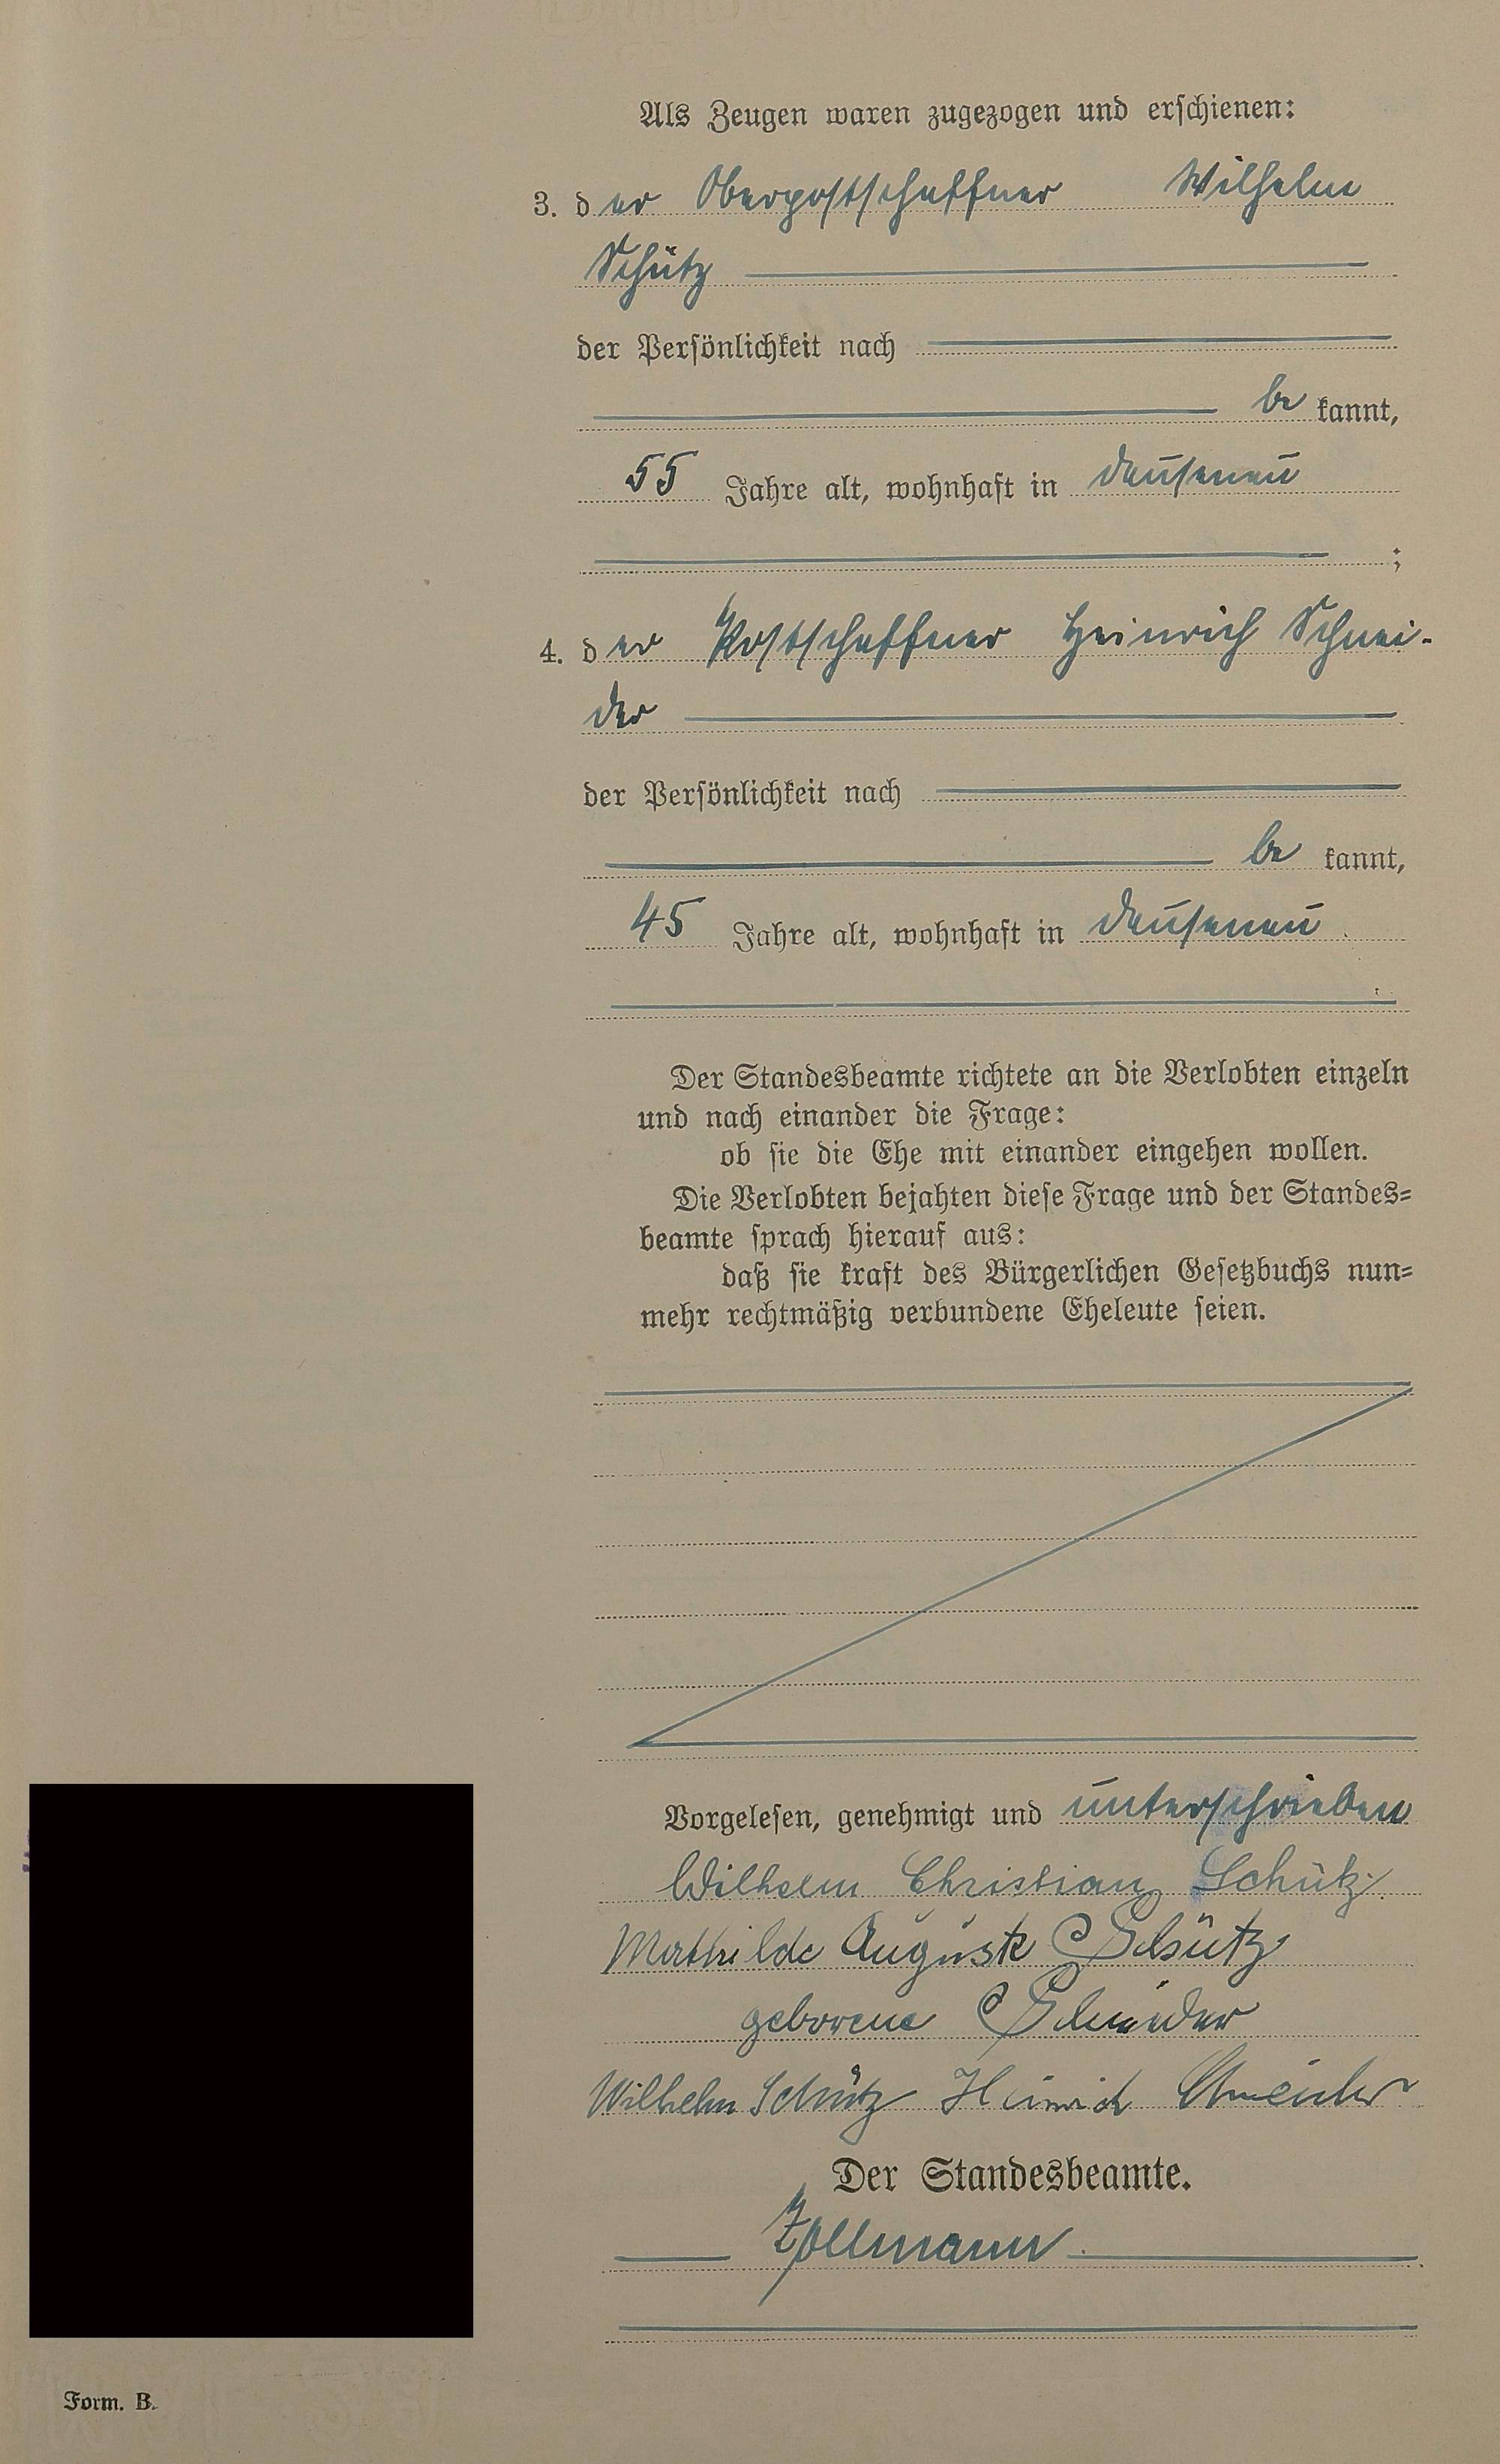 Als Zeugen waren zugezogen und erschienen:
3. der Oberpostschaffner Wilhelm
Schütz
der Persönlichkeit nach
be kannt,
55 Jahre alt, wohnhaft in Dausenau
;
4. der Postschaffner Heinrich Schnei-
der
der Persönlichkeit nach
be kannt,
45 Jahre alt, wohnhaft in Dausenau.
Der Standesbeamte richtete an die Verlobten einzeln
und nach einander die Frage:
ob sie die Ehe mit einander eingehen wollen.
Die Verlobten bejahten diese Frage und der Standes=
beamte sprach hierauf aus:
daß sie kraft des Bürgerlichen Gesetzbuchs nun=
mehr rechtmäßig verbundene Eheleute seien.
Vorgelesen, genehmigt und unterschrieben
Wilhelm Christian Schütz.
Mathilde Auguste Schütz
geborene Schneider
Wilhelm Schütz Heinrich Schneider
Der Standesbeamte.
Zollmann.
Form. B.